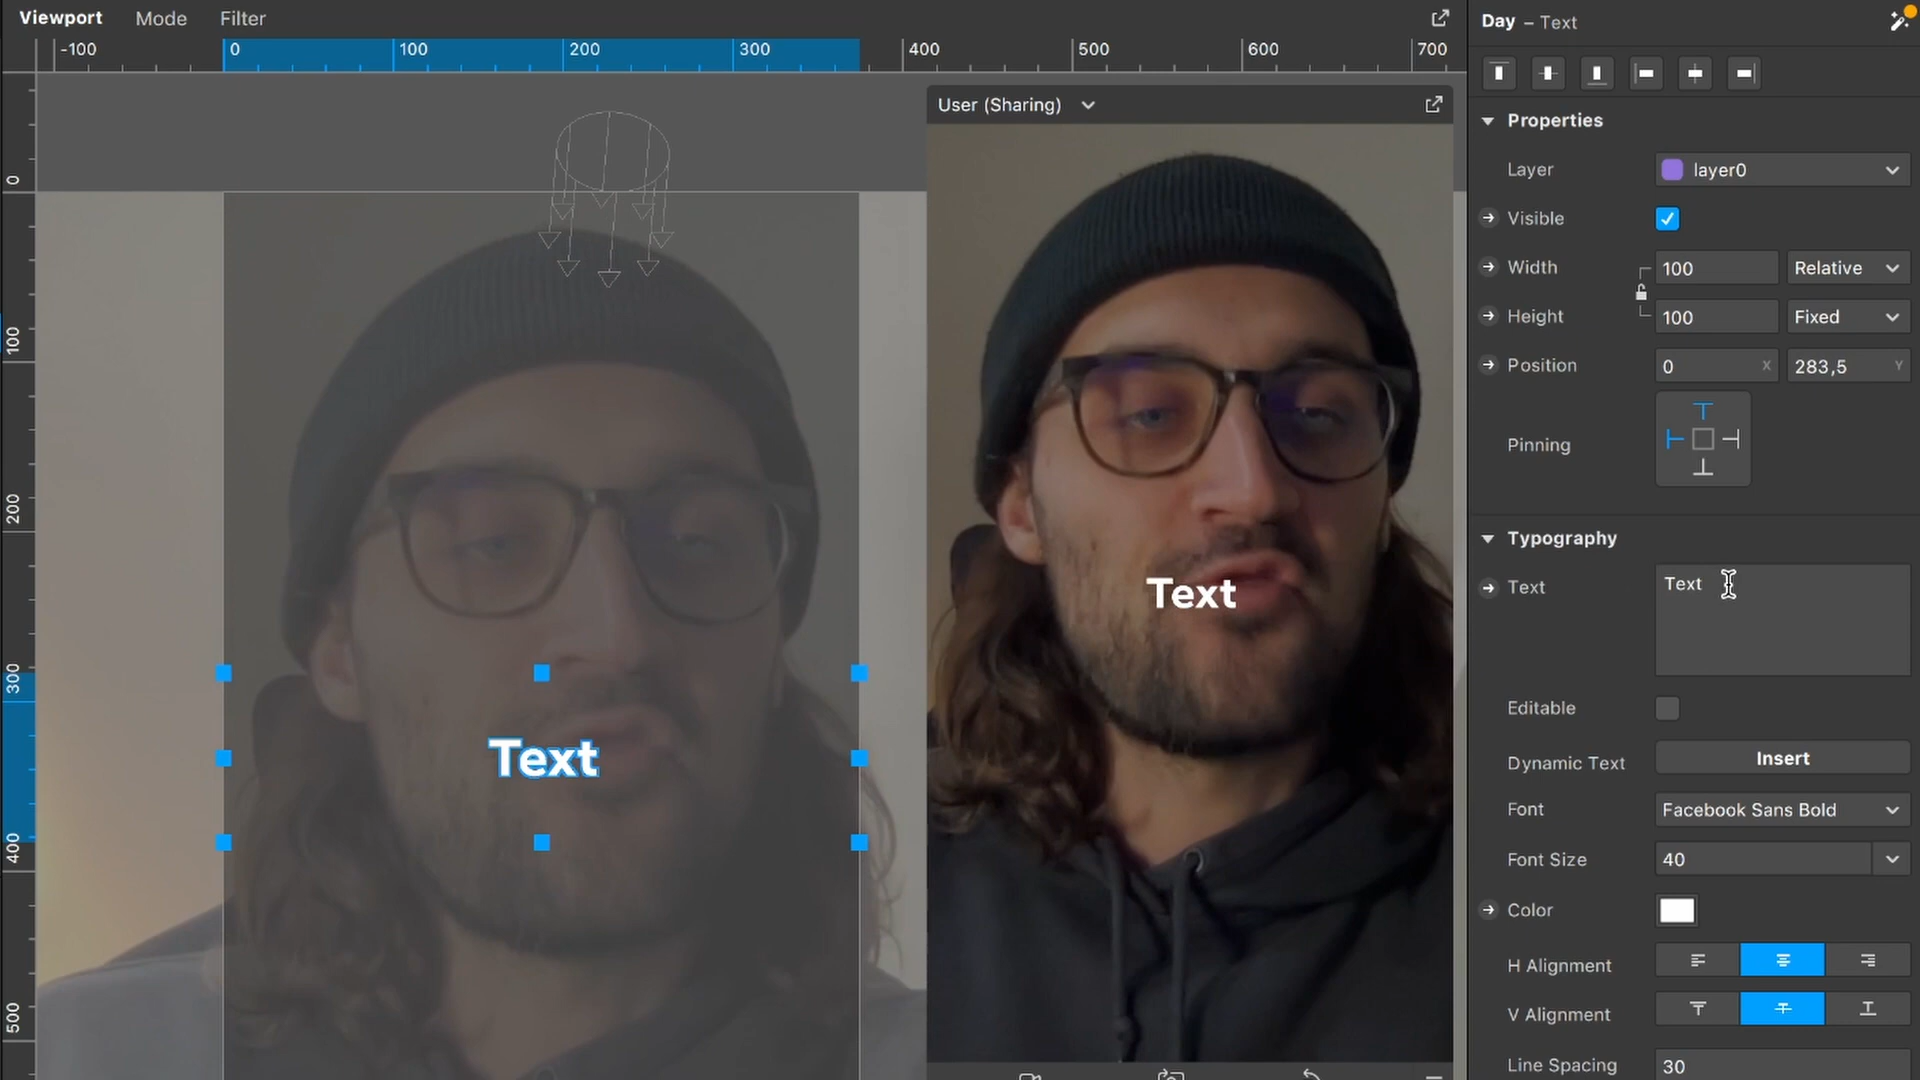 Viewport Mode Filter
-100 0 100 200 300 400 500 600 700
0
100
200
300
400
500
Text
User (Sharing)
Text
Day – Text
Properties
Layer layer0
Visible
Width 100 Relative
Height 100 Fixed
Position 0 X 283,5 Y
Pinning
Typography
Text Text
Editable
Dynamic Text Insert
Font Facebook Sans Bold
Font Size 40
Color
H Alignment
V Alignment
Line Spacing 30